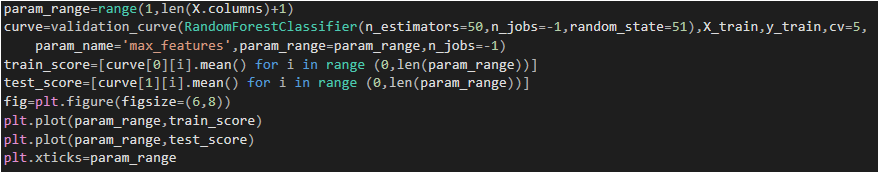 param_range=range(1,len(X.columns)+1)
curve=validation_curve(RandomForestClassifier(n_estimators=50,n_jobs=-1,random_state=51),X_train,y_train,cv=5,
param_name='max_features',param_range=param_range,n_jobs=-1)
train_score=[curve[0][i].mean() for i in range (0,len(param_range))]
test_score=[curve[1][i].mean() for i in range (0,len(param_range))]
fig=plt.figure(figsize=(6,8))
plt.plot(param_range,train_score)
plt.plot(param_range,test_score)
plt.xticks=param_range